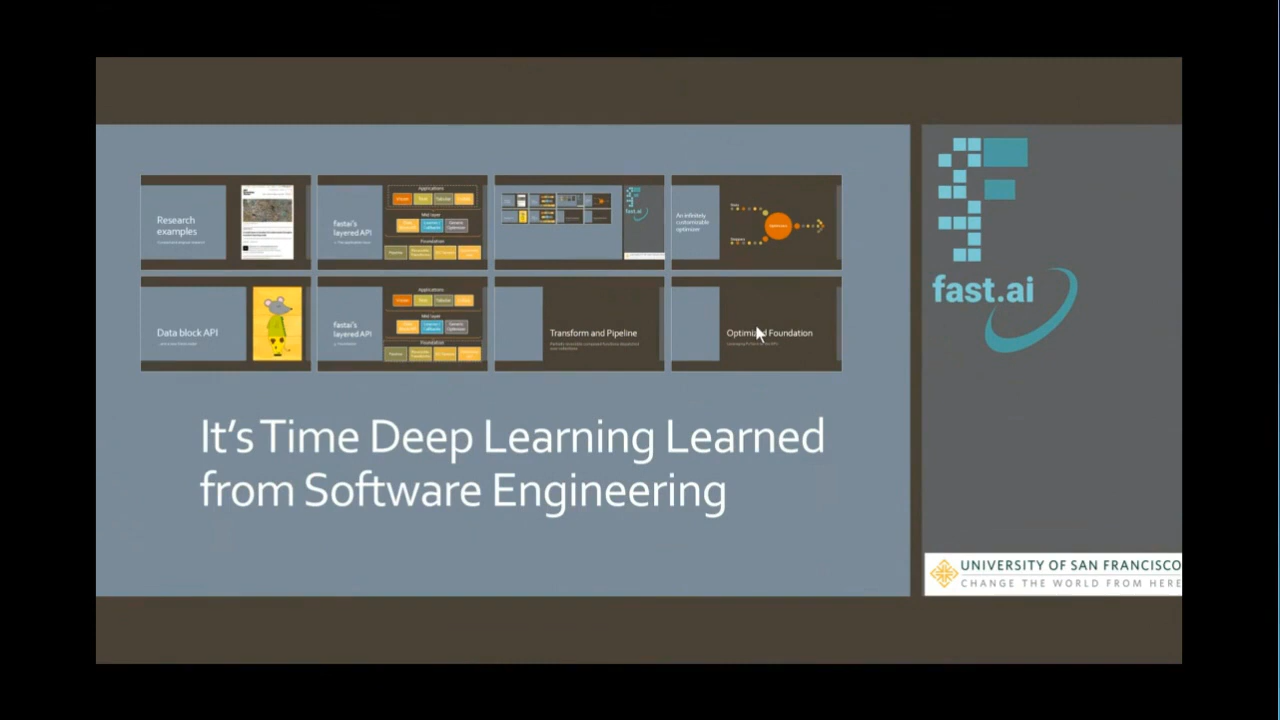 Research
examples
fastai's
layered API
Applications
Mid layer
Foundation
fast.ai
An infinitely
customizable
optimizer
Data block API
fastai's
layered API
Applications
Mid layer
Foundation
Transform and Pipeline
Optimized Foundation
It's Time Deep Learning Learned
from Software Engineering
fast.ai
UNIVERSITY OF SAN FRANCISCO
CHANGE THE WORLD FROM HERE